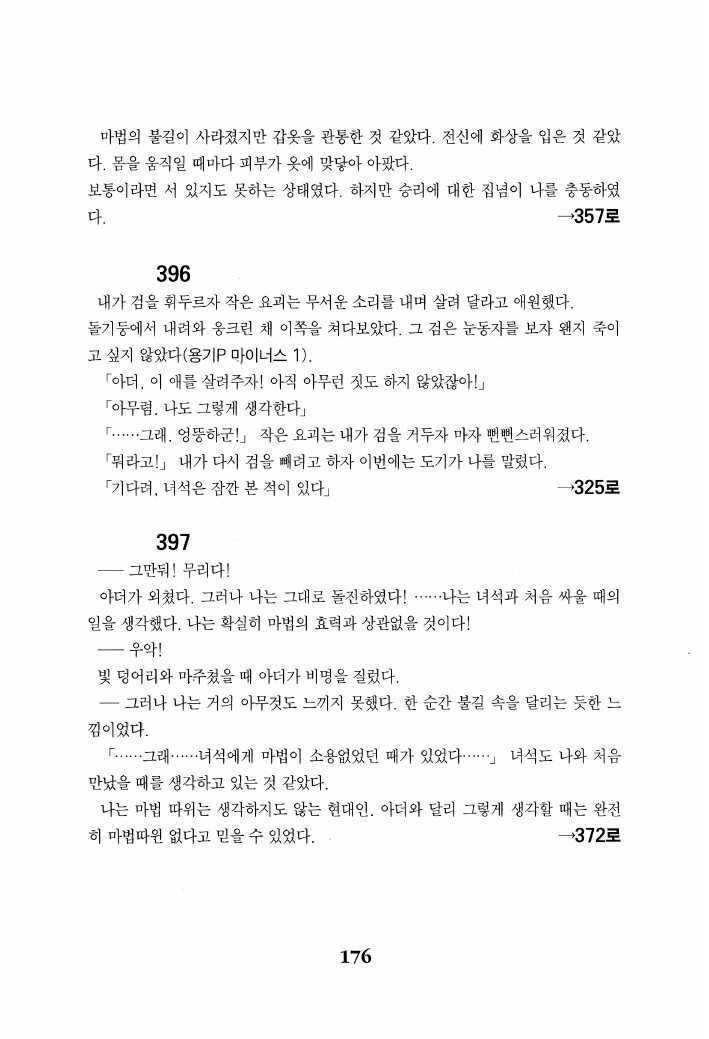 마법의 불길이 사라졌지만 갑옷을 관통한 것 같았다. 전신에 화상을 입은 것 같았
다. 몸을 움직일 때마다 피부가 옷에 맞닿아 아팠다.
보통이라면 서 있지도 못하는 상태였다. 하지만 승리에 대한 집념이 나를 충동하였
다. →357로
396
내가 검을 휘두르자 작은 요괴는 무서운 소리를 내며 살려 달라고 애원했다.
돌기둥에서 내려와 웅크린 채 이쪽을 쳐다보았다. 그 검은 눈동자를 보자 왠지 죽이
고 싶지 않았다(용기P 마이너스 1).
「아더, 이 애를 살려주자! 아직 아무런 짓도 하지 않았잖아!」
「아무렴. 나도 그렇게 생각한다」
「……그래. 엉뚱하군!」 작은 요괴는 내가 검을 거두자 마자 뻔뻔스러워졌다.
「뭐라고!」 내가 다시 검을 빼려고 하자 이번에는 도기가 나를 말렸다.
「기다려, 녀석은 잠깐 본 적이 있다」 →325로
397
── 그만둬! 무리다!
아더가 외쳤다. 그러나 나는 그대로 돌진하였다! ……나는 녀석과 처음 싸울 때의
일을 생각했다. 나는 확실히 마법의 효력과 상관없을 것이다!
── 우악!
빛 덩어리와 마주쳤을 때 아더가 비명을 질렀다.
─ 그러나 나는 거의 아무것도 느끼지 못했다. 한 순간 불길 속을 달리는 듯한 느
낌이었다.
「……그래……녀석에게 마법이 소용없었던 때가 있었다……」 녀석도 나와 처음
만났을 때를 생각하고 있는 것 같았다.
나는 마법 따위는 생각하지도 않는 현대인. 아더와 달리 그렇게 생각할 때는 완전
히 마법따윈 없다고 믿을 수 있었다. →372로
176